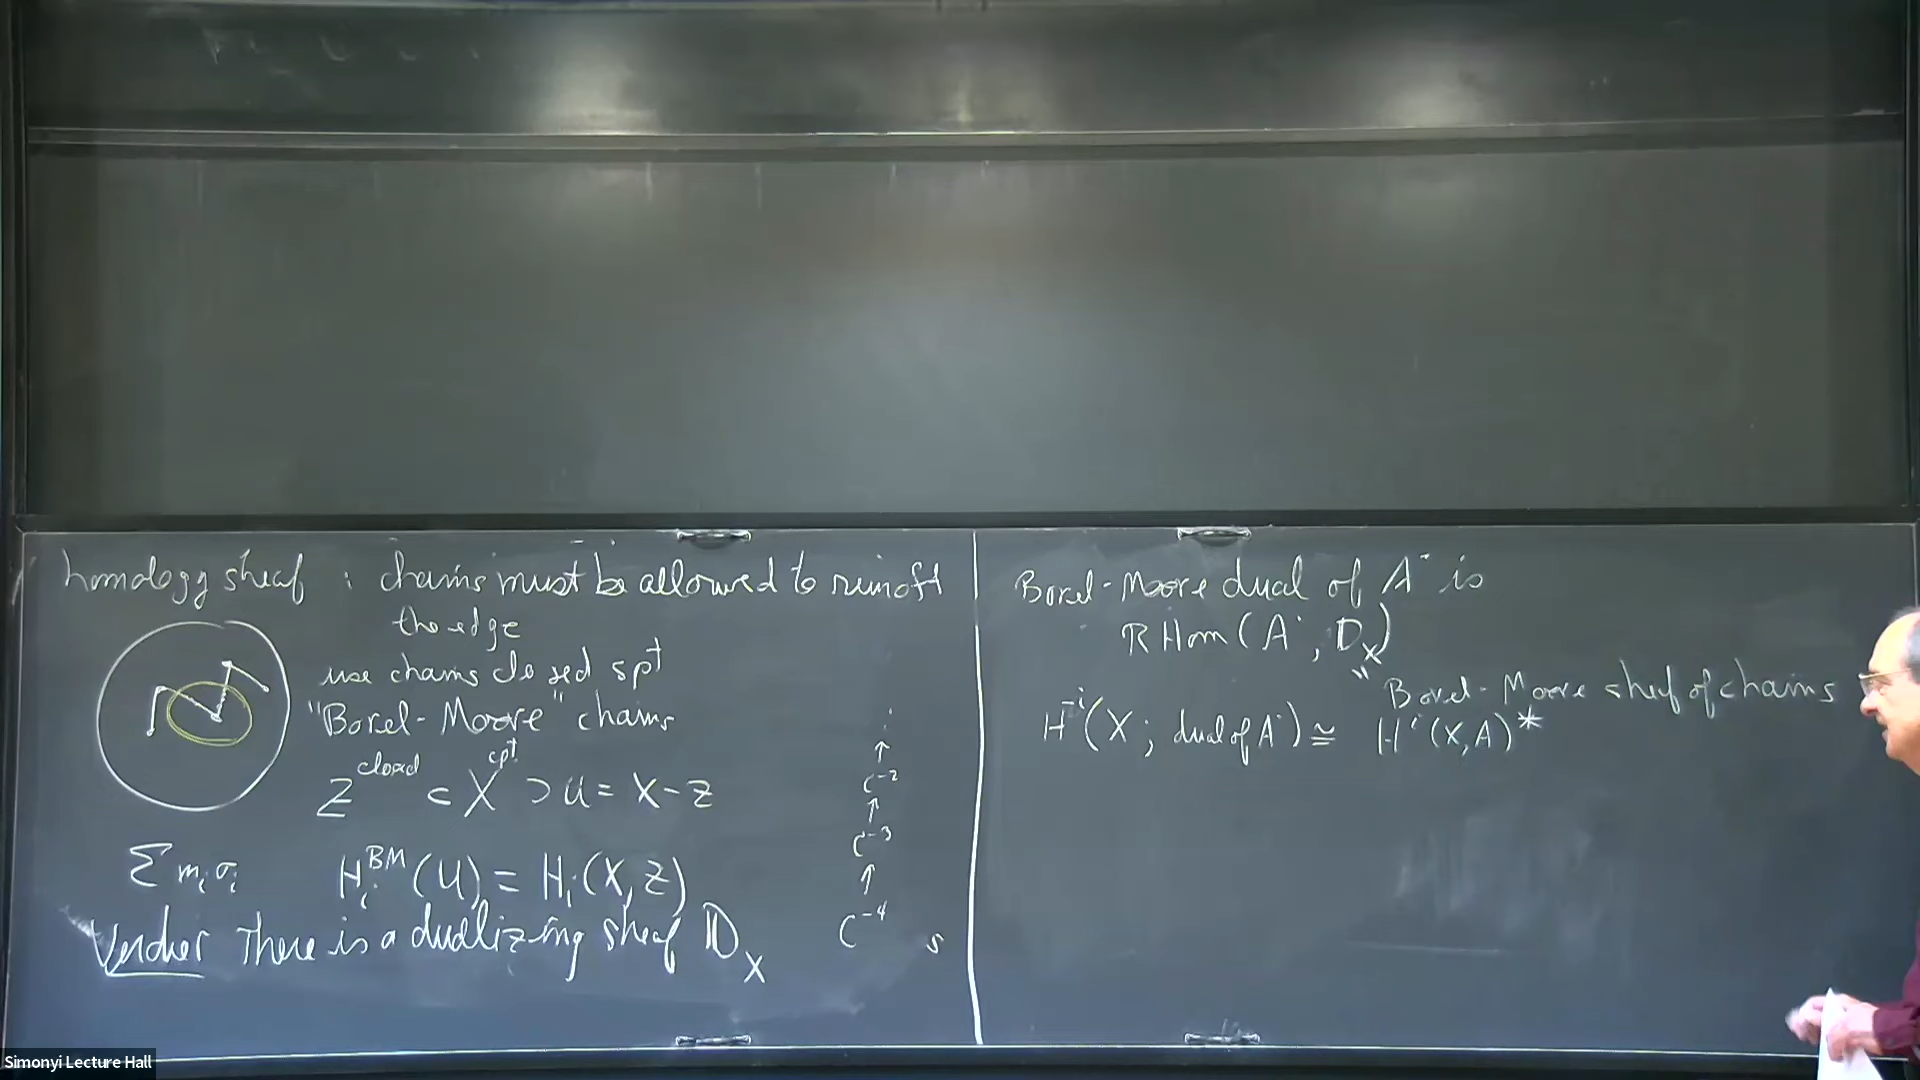 homology sheaf : chains must be allowed to run off
the edge
use chains closed spt
"Borel-Moore" chains
Z^closed ⊂ X^cpt ⊃ U = X - Z
Σ m_i σ_i
H_i^BM (U) = H_i (X, Z)
Verdier There is a dualizing sheaf D_X
⋮
↑
C^-2
↑
C^-3
↑
C^-4
s
Borel-Moore dual of A^• is
RHom (A^•, D_X)
" Borel-Moore sheaf of chains
H^-i (X; dual of A^•) ≅ H^i (X, A)*
Simonyi Lecture Hall